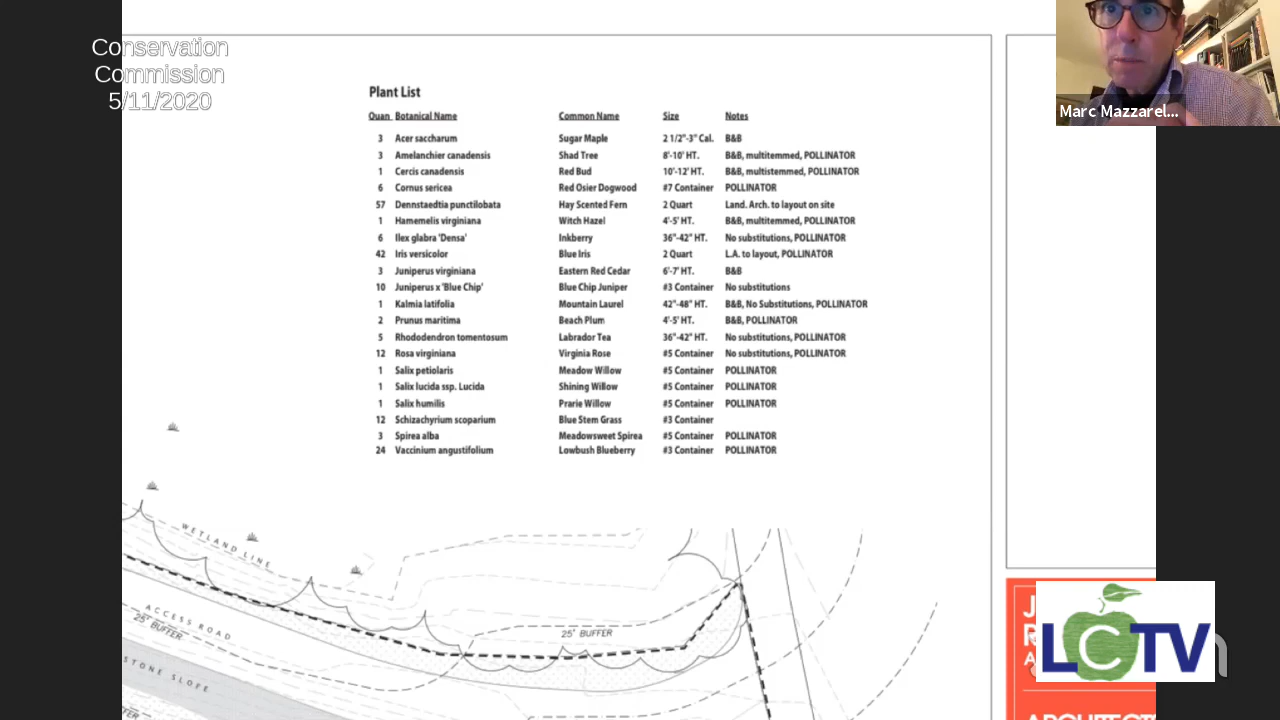 Conservation
Commission
5/11/2020
Marc Mazzarel...
Plant List
Quan Botanical Name Common Name Size Notes
3 Acer saccharum Sugar Maple 2 1/2"-3" Cal. B&B
3 Amelanchier canadensis Shad Tree 8'-10' HT. B&B, multitemmed, POLLINATOR
1 Cercis canadensis Red Bud 10'-12' HT. B&B, multistemmed, POLLINATOR
6 Cornus sericea Red Osier Dogwood #7 Container POLLINATOR
57 Dennstaedtia punctilobata Hay Scented Fern 2 Quart Land. Arch. to layout on site
1 Hamemelis virginiana Witch Hazel 4'-5' HT. B&B, multitemmed, POLLINATOR
6 Ilex glabra 'Densa' Inkberry 36"-42" HT. No substitutions, POLLINATOR
42 Iris versicolor Blue Iris 2 Quart L.A. to layout, POLLINATOR
3 Juniperus virginiana Eastern Red Cedar 6'-7' HT. B&B
10 Juniperus x 'Blue Chip' Blue Chip Juniper #3 Container No substitutions
1 Kalmia latifolia Mountain Laurel 42"-48" HT. B&B, No Substitutions, POLLINATOR
2 Prunus maritima Beach Plum 4'-5' HT. B&B, POLLINATOR
5 Rhododendron tomentosum Labrador Tea 36"-42" HT. No substitutions, POLLINATOR
12 Rosa virginiana Virginia Rose #5 Container No substitutions, POLLINATOR
1 Salix petiolaris Meadow Willow #5 Container POLLINATOR
1 Salix lucida ssp. Lucida Shining Willow #5 Container POLLINATOR
1 Salix humilis Prarie Willow #5 Container POLLINATOR
12 Schizachyrium scoparium Blue Stem Grass #3 Container
3 Spirea alba Meadowsweet Spirea #5 Container POLLINATOR
24 Vaccinium angustifolium Lowbush Blueberry #3 Container POLLINATOR
WETLAND LINE
ACCESS ROAD
25' BUFFER
25' BUFFER
STONE SLOPE
LCTV